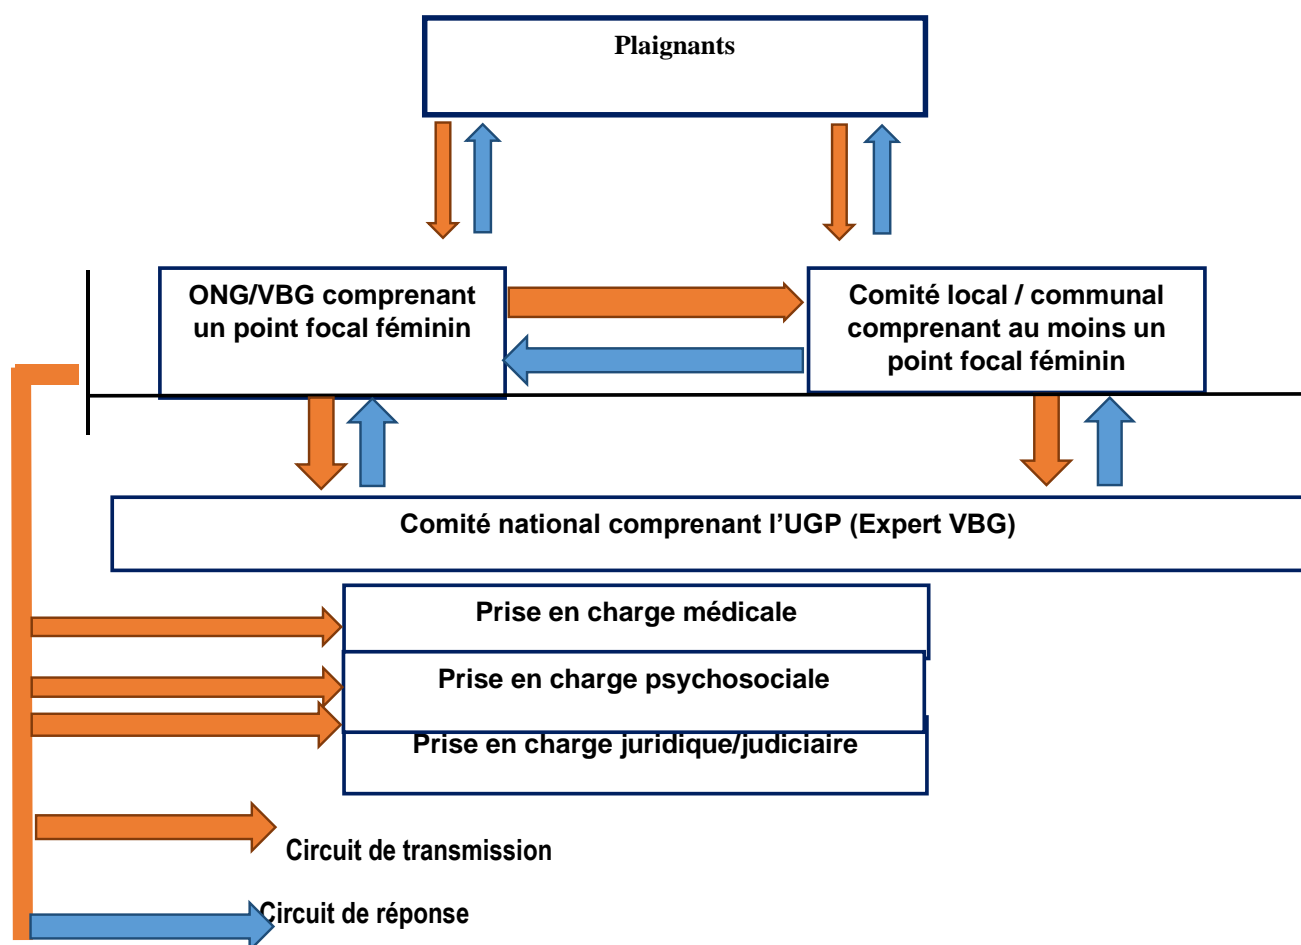 Plaignants
ONG/VBG comprenant
un point focal féminin
Comité local / communal
comprenant au moins un
point focal féminin
Comité national comprenant l’UGP (Expert VBG)
Prise en charge médicale
Prise en charge psychosociale
Prise en charge juridique/judiciaire
Circuit de transmission
Circuit de réponse